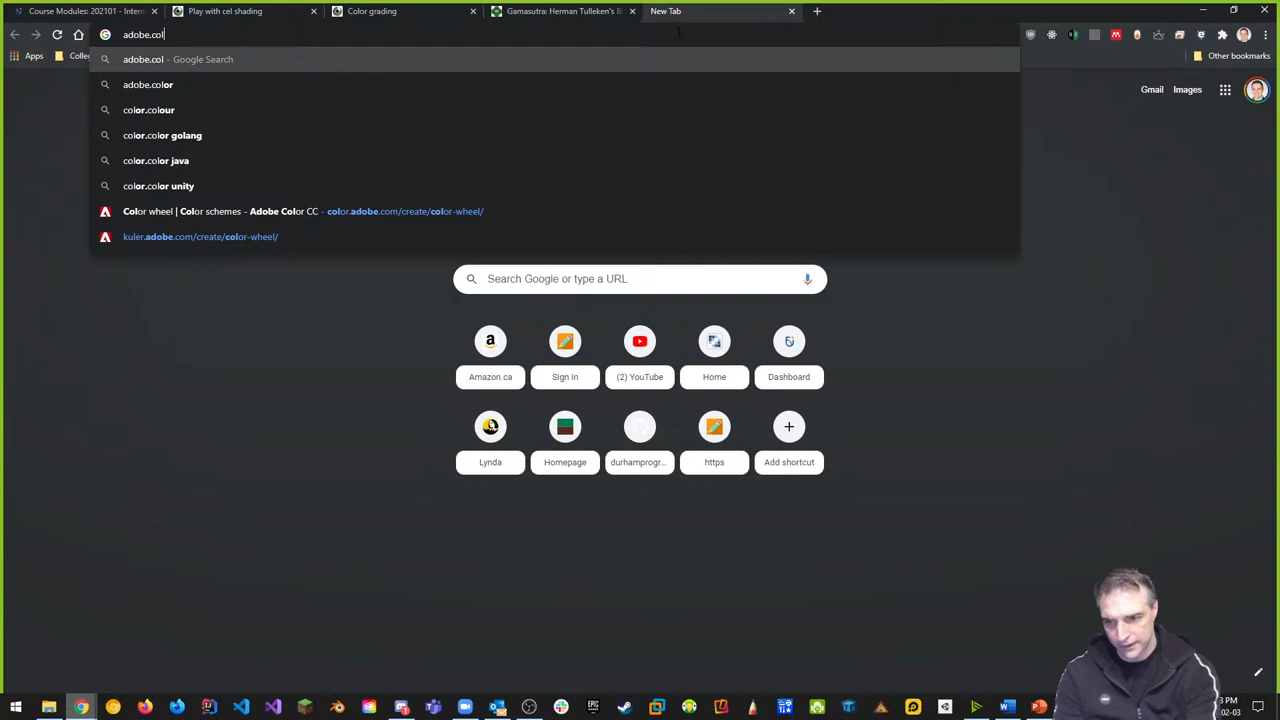 Course Modules: 202101 - Inter
Play with cel shading
Color grading
Gamasutra: Herman Tulleken's Bl
New Tab
adobe.col
Apps
Other bookmarks
adobe.col - Google Search
adobe.color
color.colour
color.color golang
color.color java
color.color unity
Color wheel | Color schemes - Adobe Color CC - color.adobe.com/create/color-wheel/
kuler.adobe.com/create/color-wheel/
Gmail
Images
Search Google or type a URL
Amazon.ca
Sign In
(2) YouTube
Home
Dashboard
Lynda
Homepage
durhamprogr...
https
Add shortcut
02-03